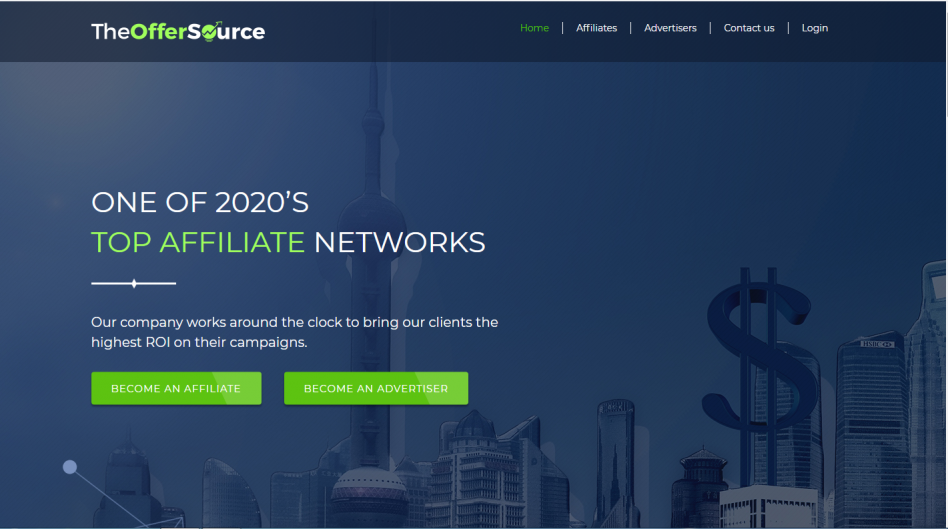 TheOfferSource
Home | Affiliates | Advertisers | Contact us | Login
ONE OF 2020'S
TOP AFFILIATE NETWORKS
Our company works around the clock to bring our clients the
highest ROI on their campaigns.
BECOME AN AFFILIATE
BECOME AN ADVERTISER
HSBC